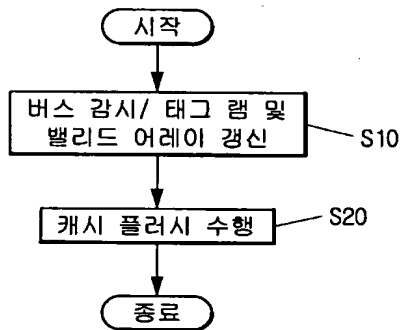 시작
버스 감시/ 태그 램 및
밸리드 어레이 갱신
S10
캐시 플러시 수행
S20
종료